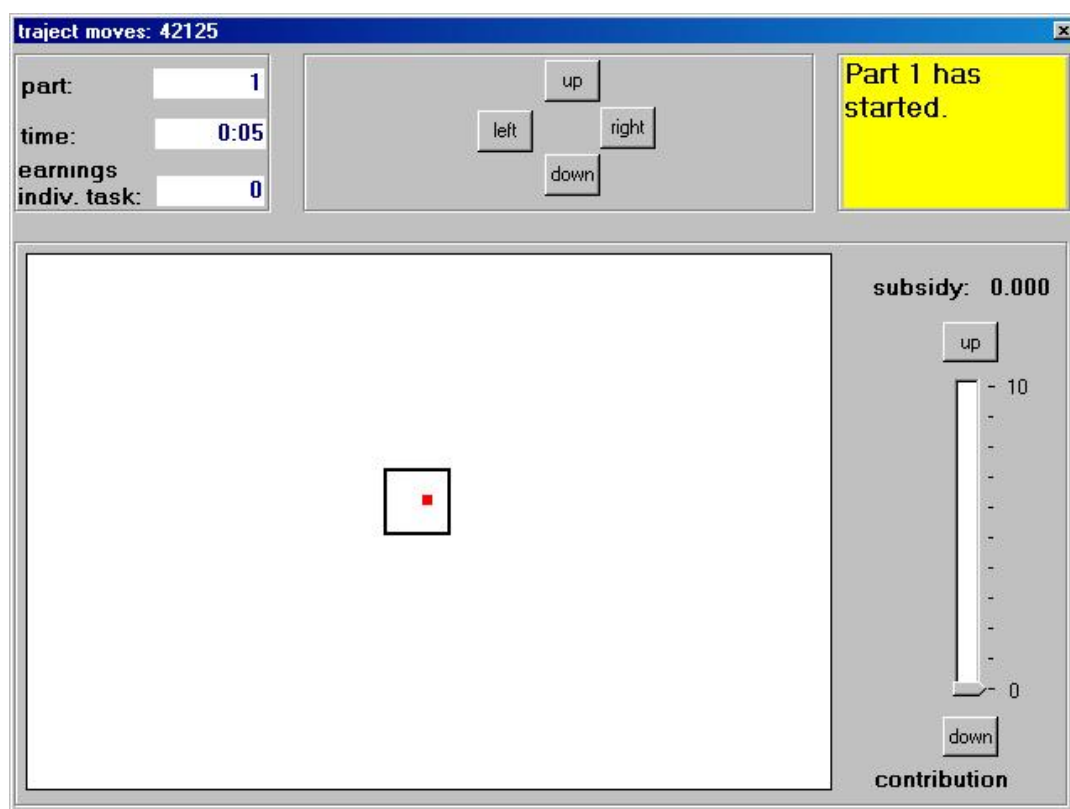 traject moves: 42125
part: 1
time: 0:05
earnings
indiv. task: 0
up
left right
down
Part 1 has
started.
subsidy: 0.000
up
10
0
down
contribution